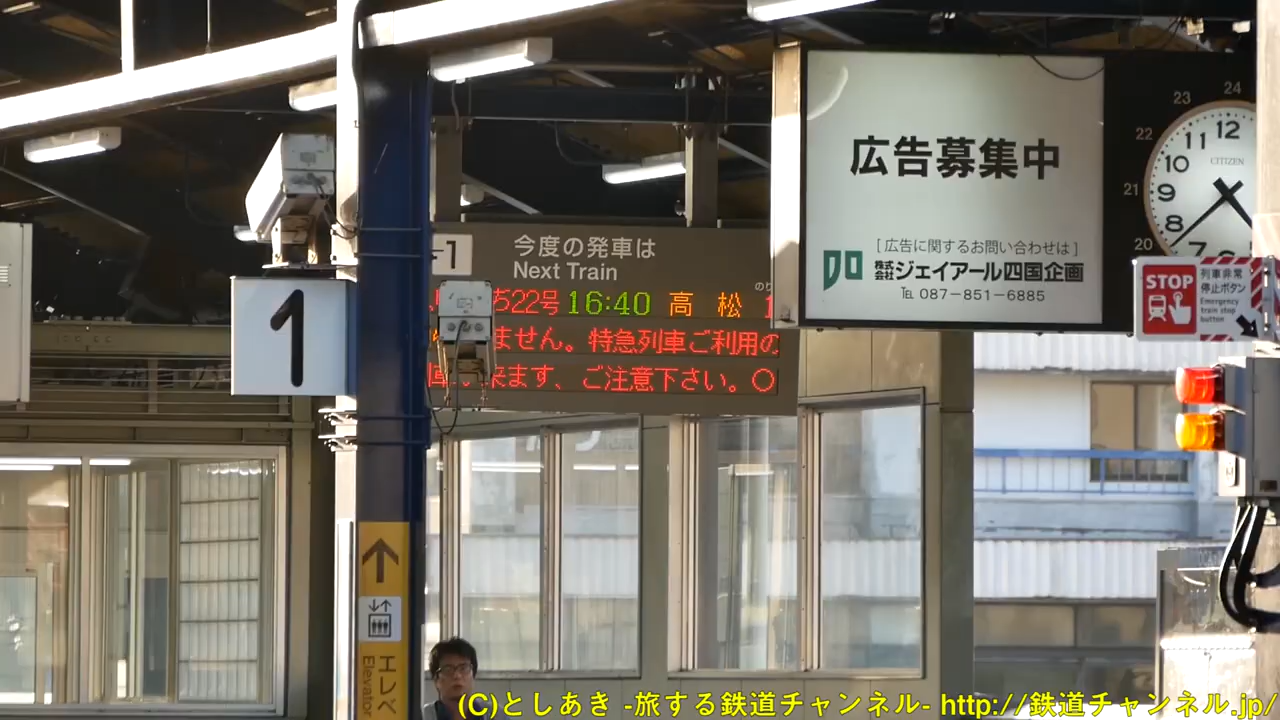 1
-1
今度の発車は
Next Train
22号 16:40 高松 1
ません。特急列車ご利用の
来ます、ご注意下さい。〇
エレベ
Elevator
広告募集中
[広告に関するお問い合わせは]
株式会社ジェイアール四国企画
℡ 087-851-6885
24
23
22
21
20
12
11
10
9
8
7
CITIZEN
STOP
列車非常
停止ボタン
Emergency
train stop
button
(C)としあき -旅する鉄道チャンネル- http://鉄道チャンネル.jp/